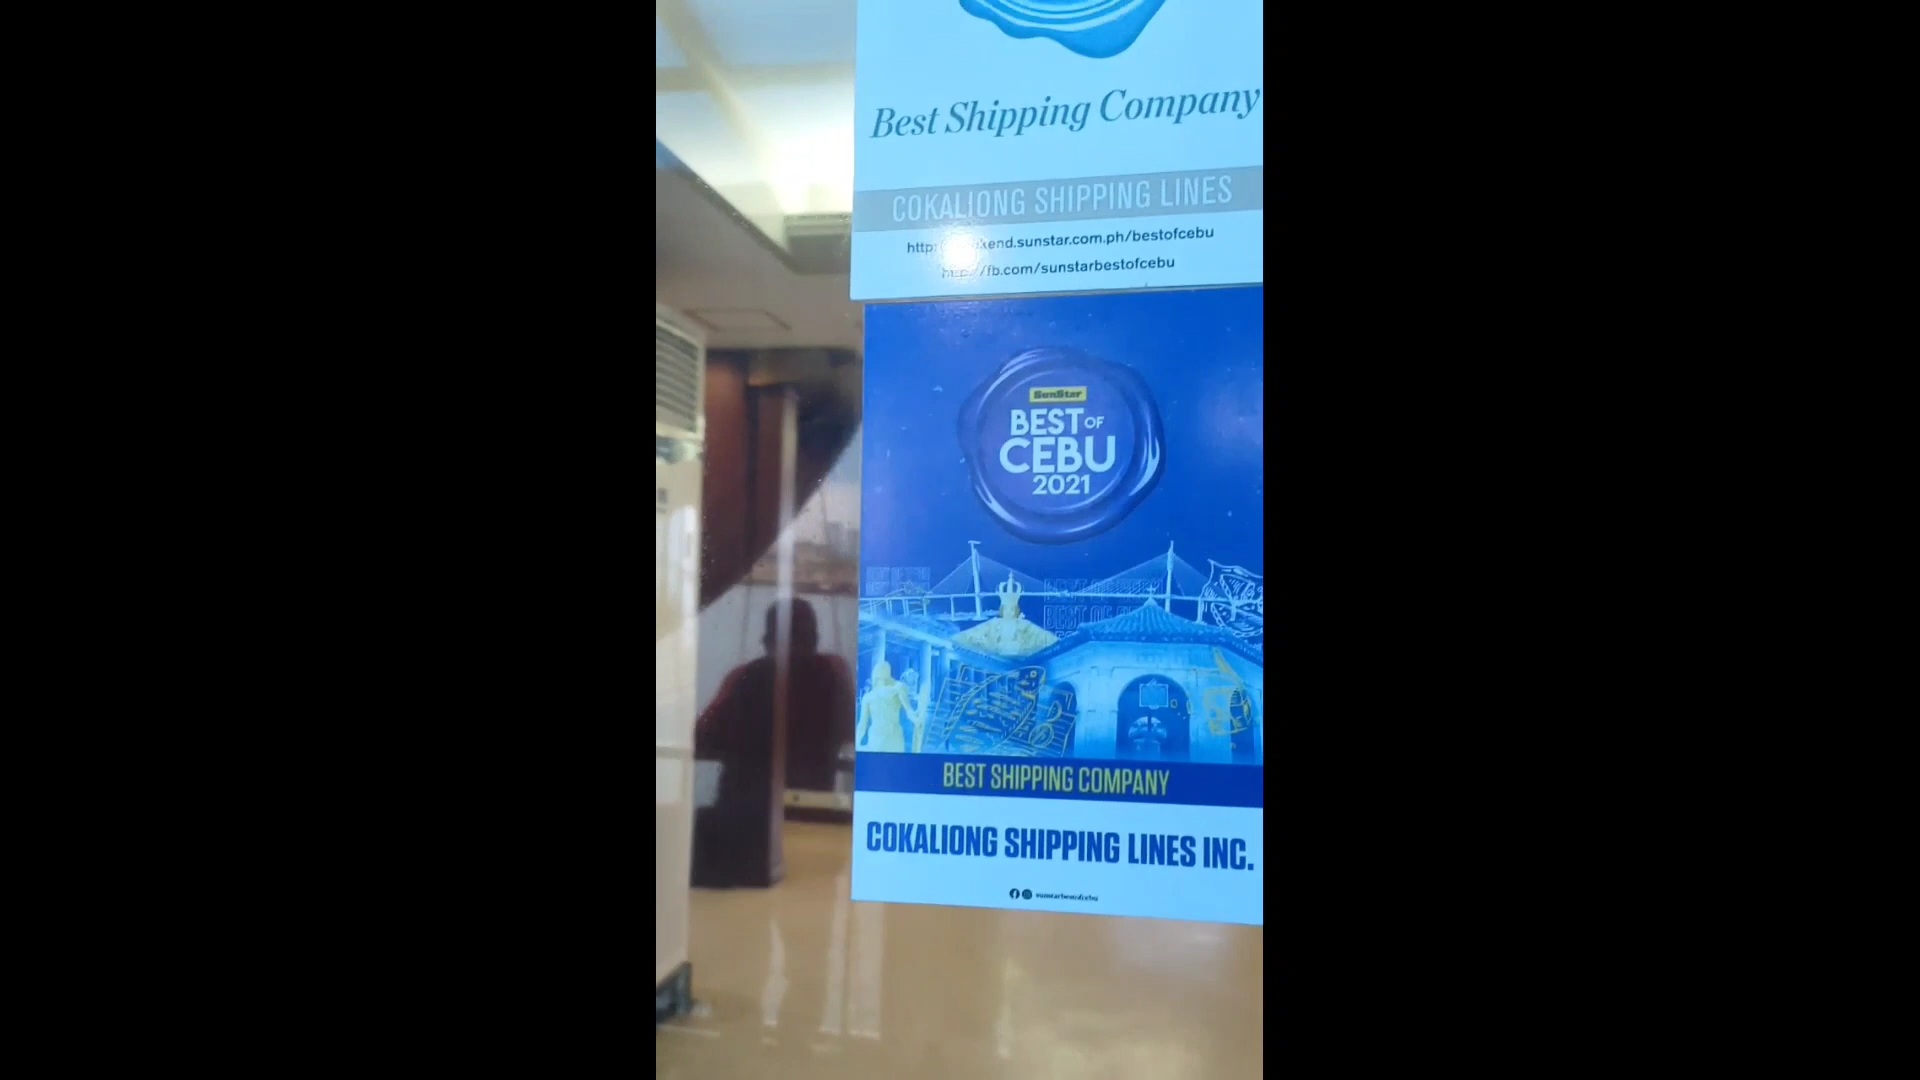 Best Shipping Company
COKALIONG SHIPPING LINES
sunstar.com.ph/bestofcebu
/fb.com/sunstarbestofcebu
SunStar
BEST OF
CEBU
2021
BEST SHIPPING COMPANY
COKALIONG SHIPPING LINES INC.
sunstarbestofcebu